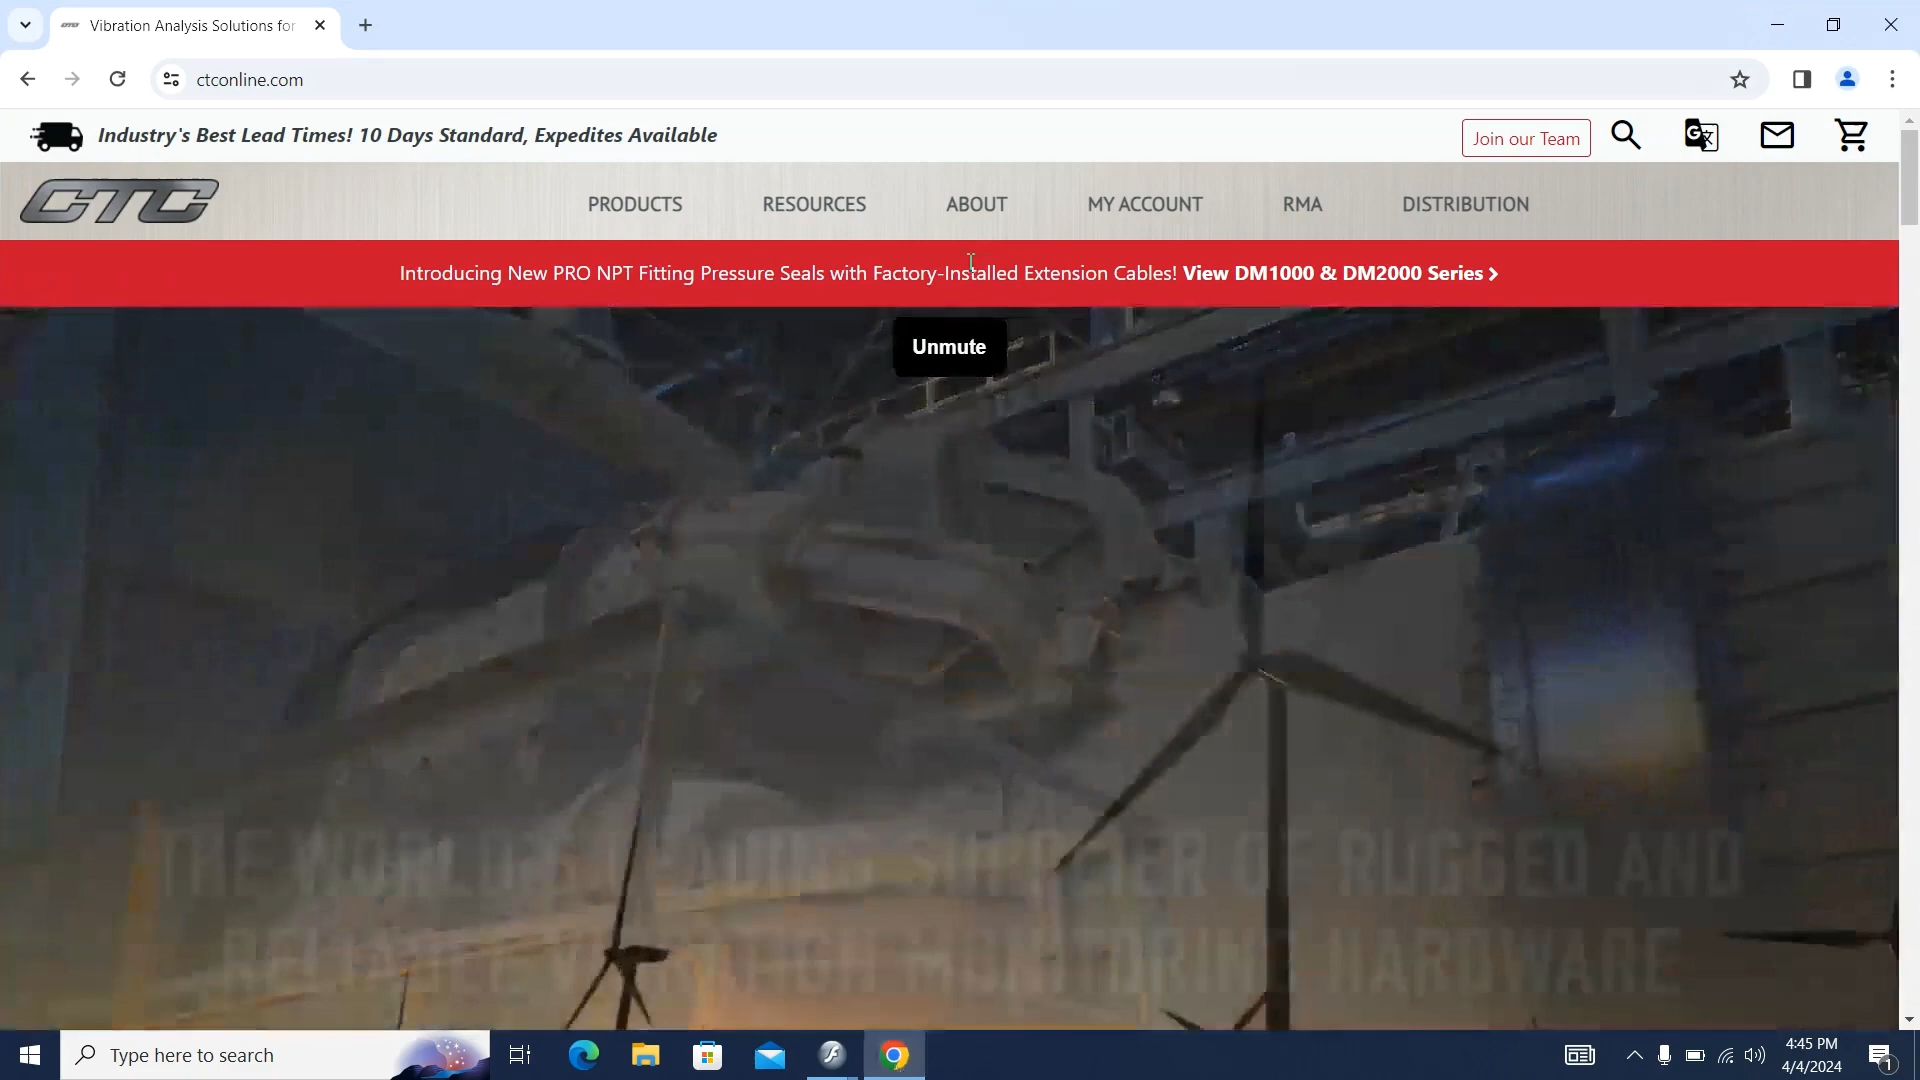 Vibration Analysis Solutions for
ctconline.com
Industry's Best Lead Times! 10 Days Standard, Expedites Available
Join our Team
CTC
PRODUCTS RESOURCES ABOUT MY ACCOUNT RMA DISTRIBUTION
Introducing New PRO NPT Fitting Pressure Seals with Factory-Installed Extension Cables! View DM1000 & DM2000 Series >
Unmute
THE WORLD'S LEADING SUPPLIER OF RUGGED AND
RELIABLE VIBRATION MONITORING HARDWARE
Type here to search
4:45 PM
4/4/2024
1